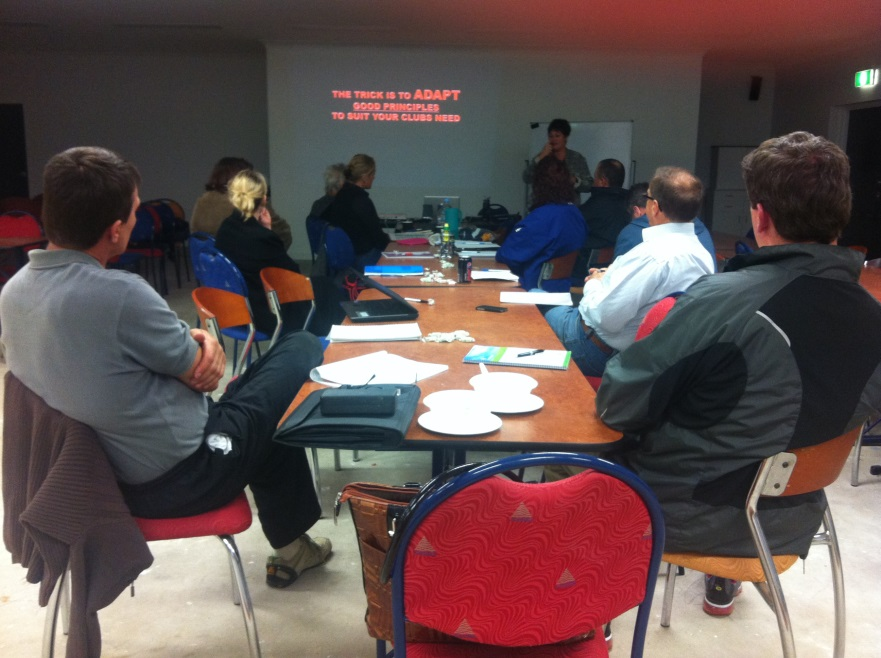 THE TRICK IS TO ADAPT
GOOD PRINCIPLES
TO SUIT YOUR CLUBS NEED